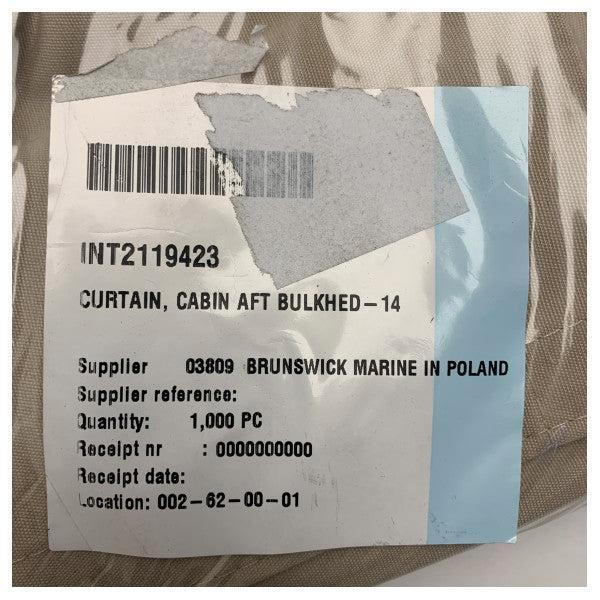 INT2119423
CURTAIN, CABIN AFT BULKHED-14
Supplier 03809 BRUNSWICK MARINE IN POLAND
Supplier reference:
Quantity: 1,000 PC
Receipt nr : 0000000000
Receipt date:
Location: 002-62-00-01